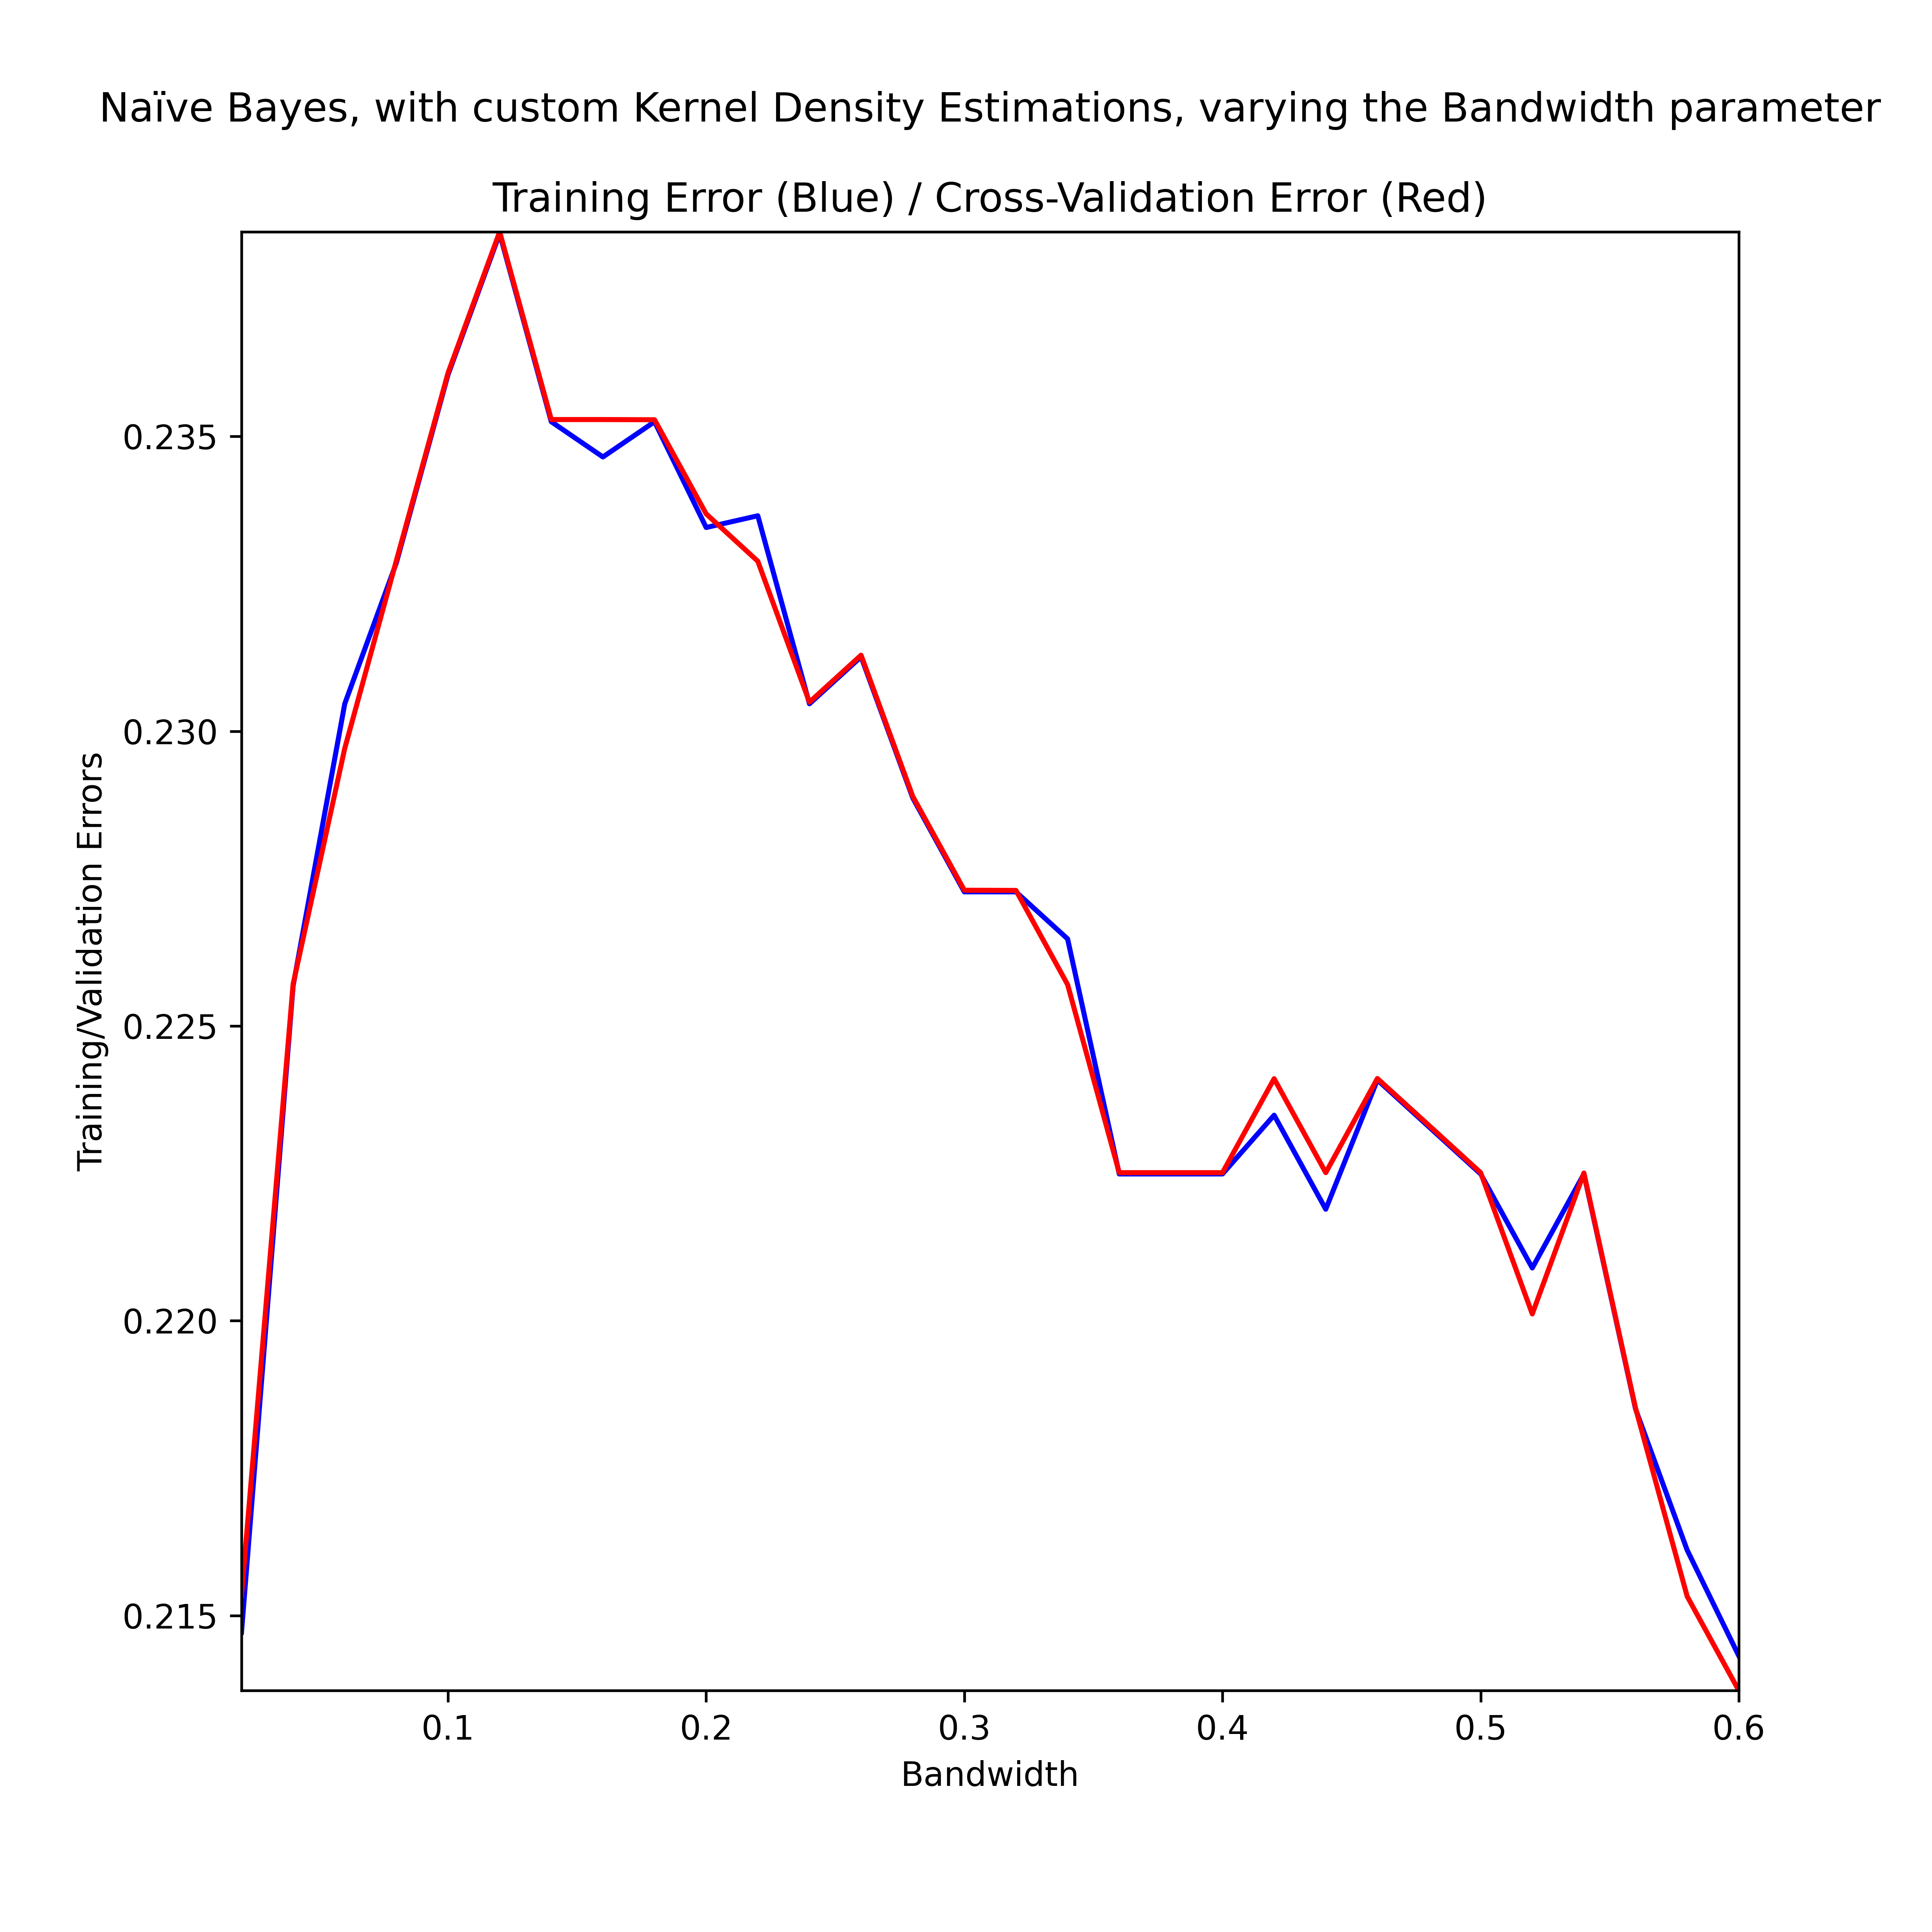 Naïve Bayes, with custom Kernel Density Estimations, varying the Bandwidth parameter
Training Error (Blue) / Cross-Validation Error (Red)
Training/Validation Errors
0.235
0.230
0.225
0.220
0.215
0.1
0.2
0.3
0.4
0.5
0.6
Bandwidth